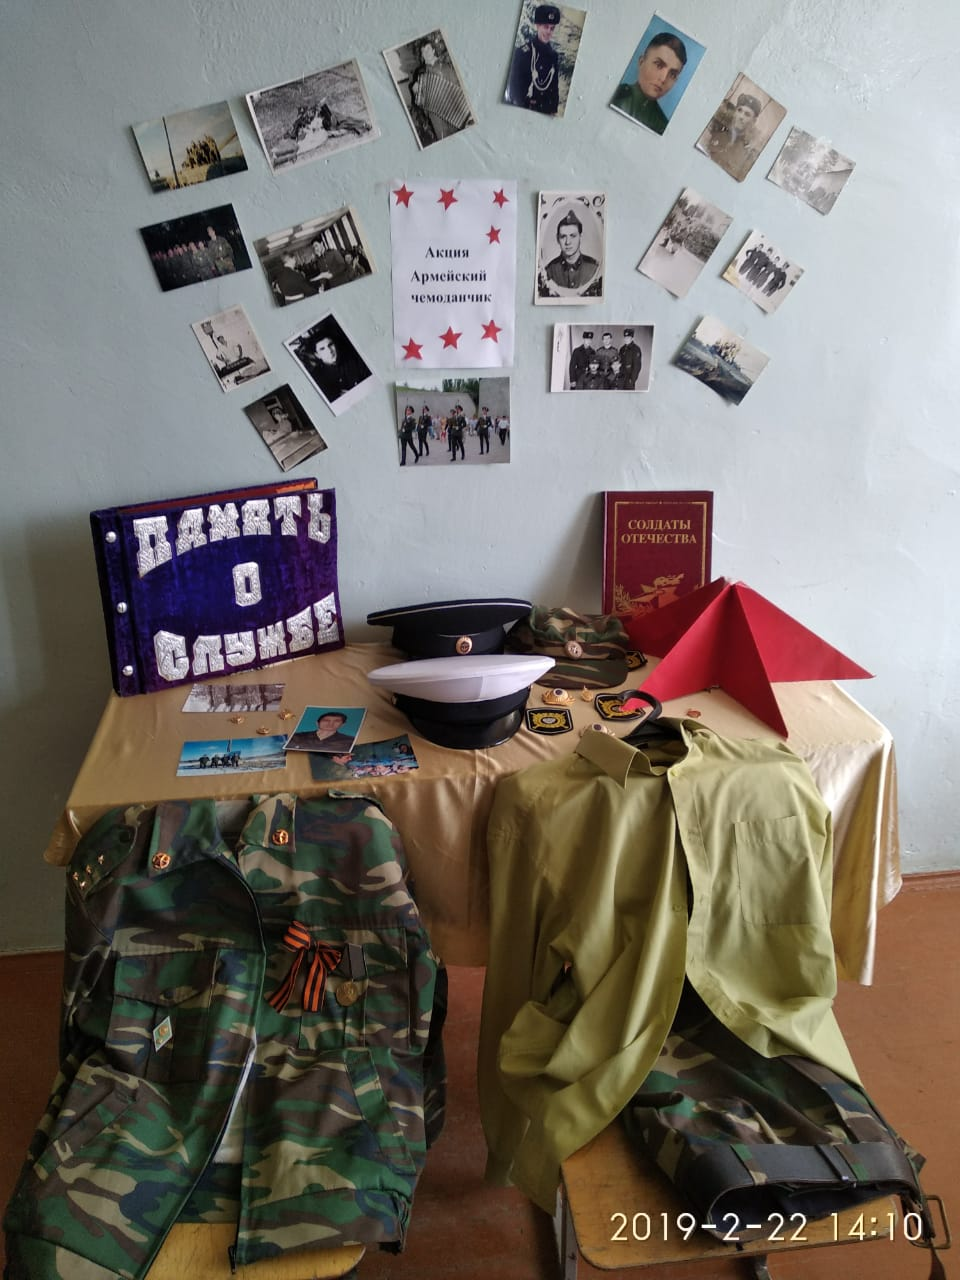 Акция
Армейский
чемоданчик
ПАМЯТЬ
О
СЛУЖБЕ
СОЛДАТЫ
ОТЕЧЕСТВА
2019-2-22 14:10